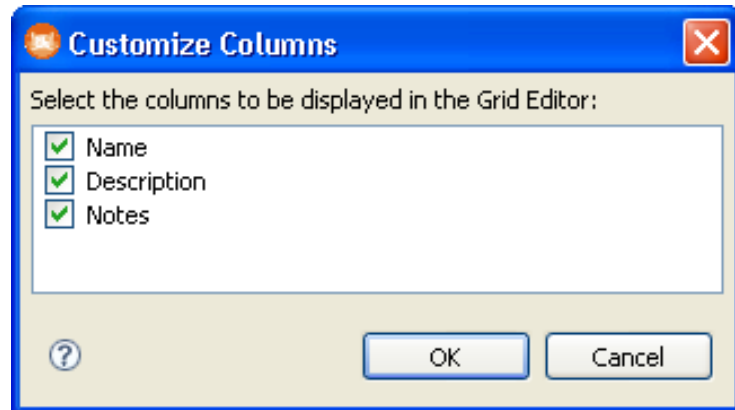 Customize Columns
Select the columns to be displayed in the Grid Editor:
Name
Description
Notes
?
OK
Cancel